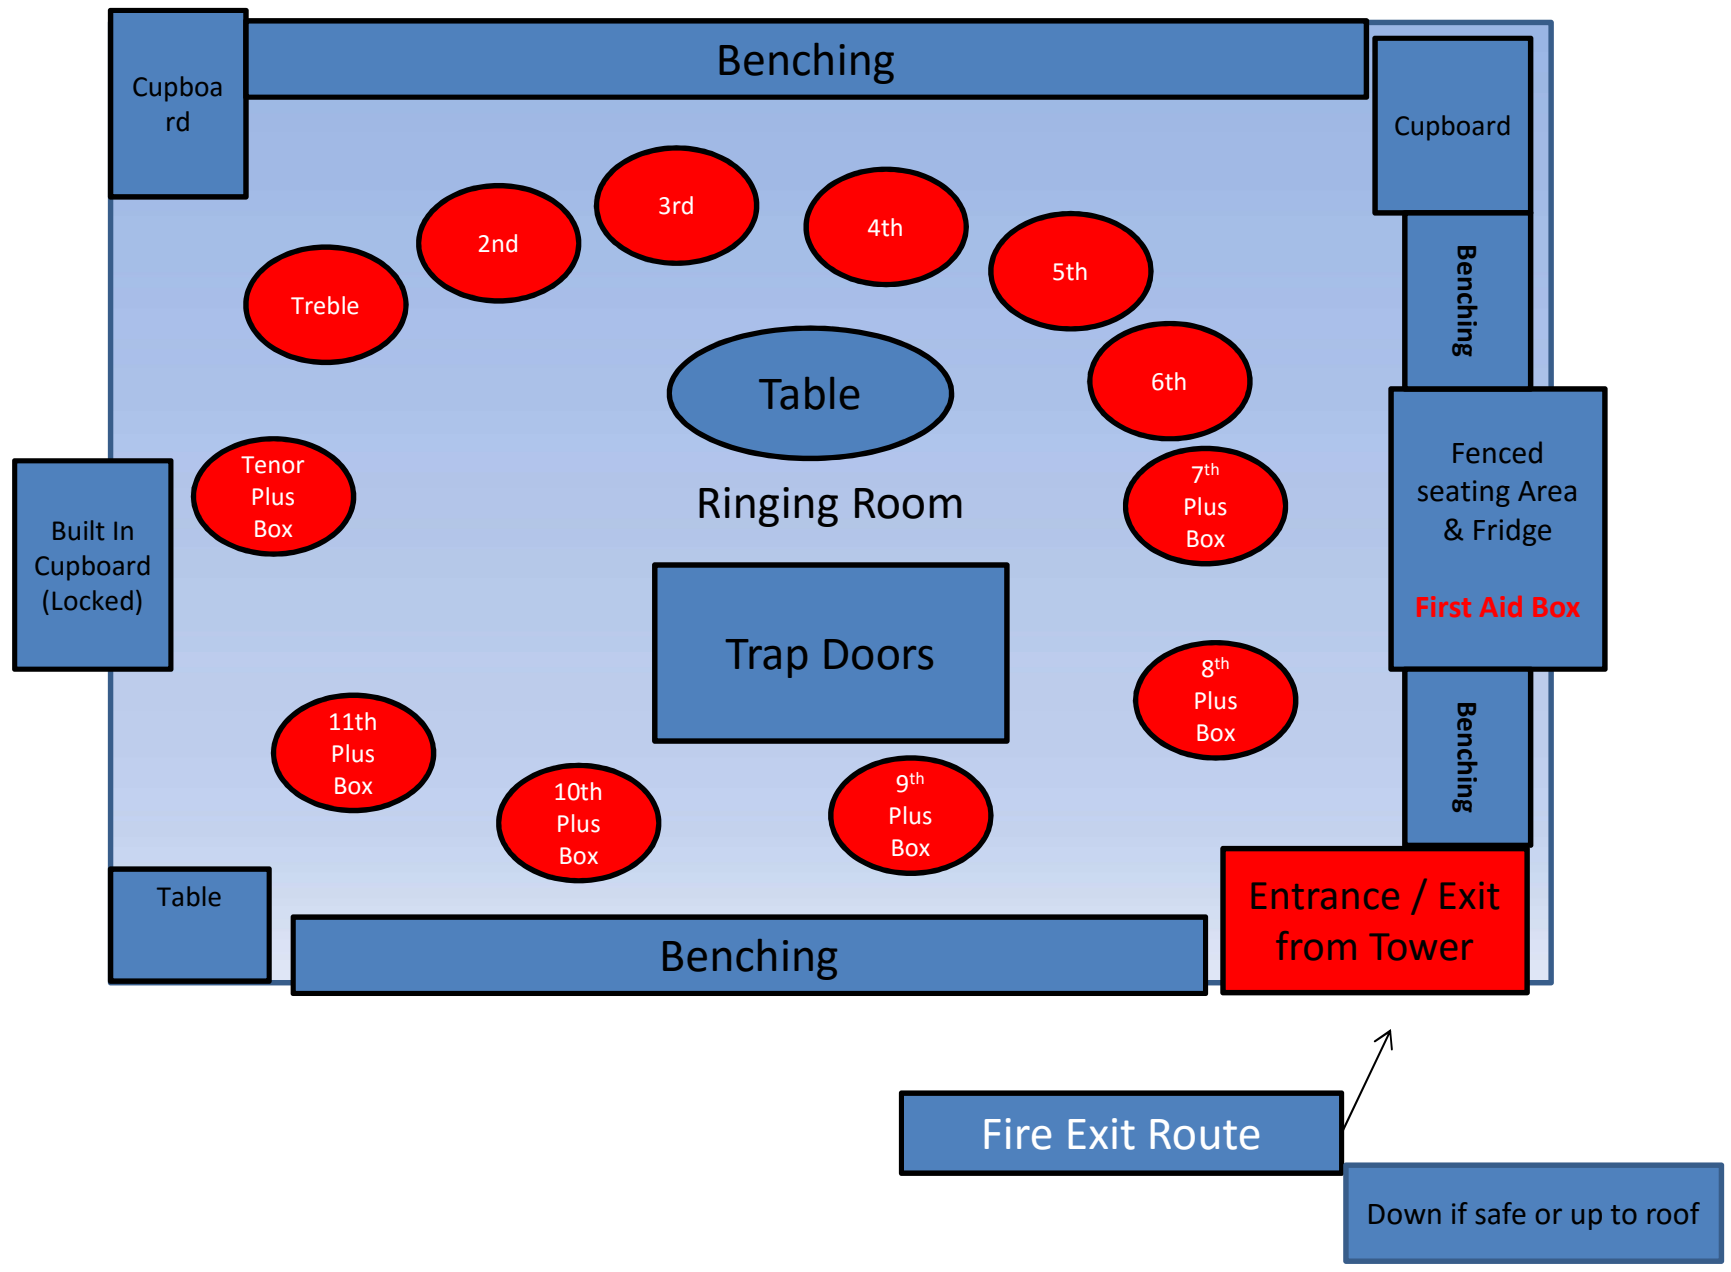 Cupboa
rd
Benching
Cupboard
3rd
4th
2nd
5th
Treble
Benching
6th
Table
Tenor
Plus
Box
Ringing Room
7th
Plus
Box
Fenced
seating Area
& Fridge
First Aid Box
Built In
Cupboard
(Locked)
Trap Doors
8th
Plus
Box
Benching
11th
Plus
Box
10th
Plus
Box
9th
Plus
Box
Table
Benching
Entrance / Exit
from Tower
Fire Exit Route
Down if safe or up to roof